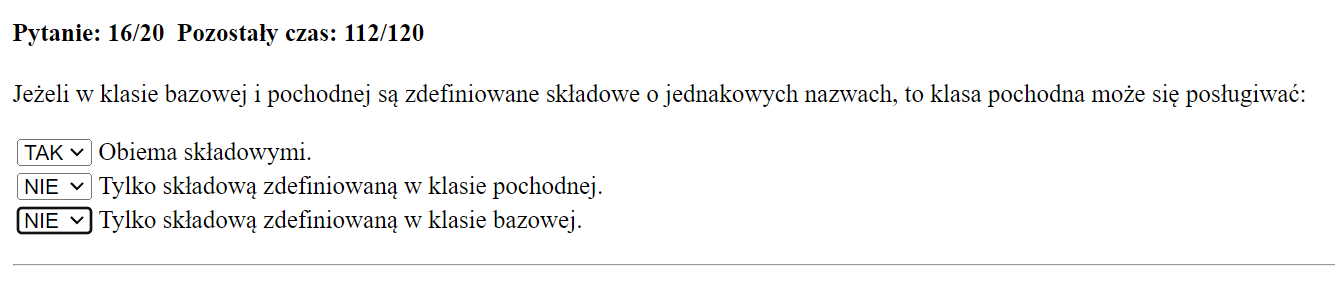 Pytanie: 16/20 Pozostały czas: 112/120
Jeżeli w klasie bazowej i pochodnej są zdefiniowane składowe o jednakowych nazwach, to klasa pochodna może się posługiwać:
TAK Obiema składowymi.
NIE Tylko składową zdefiniowaną w klasie pochodnej.
NIE Tylko składową zdefiniowaną w klasie bazowej.